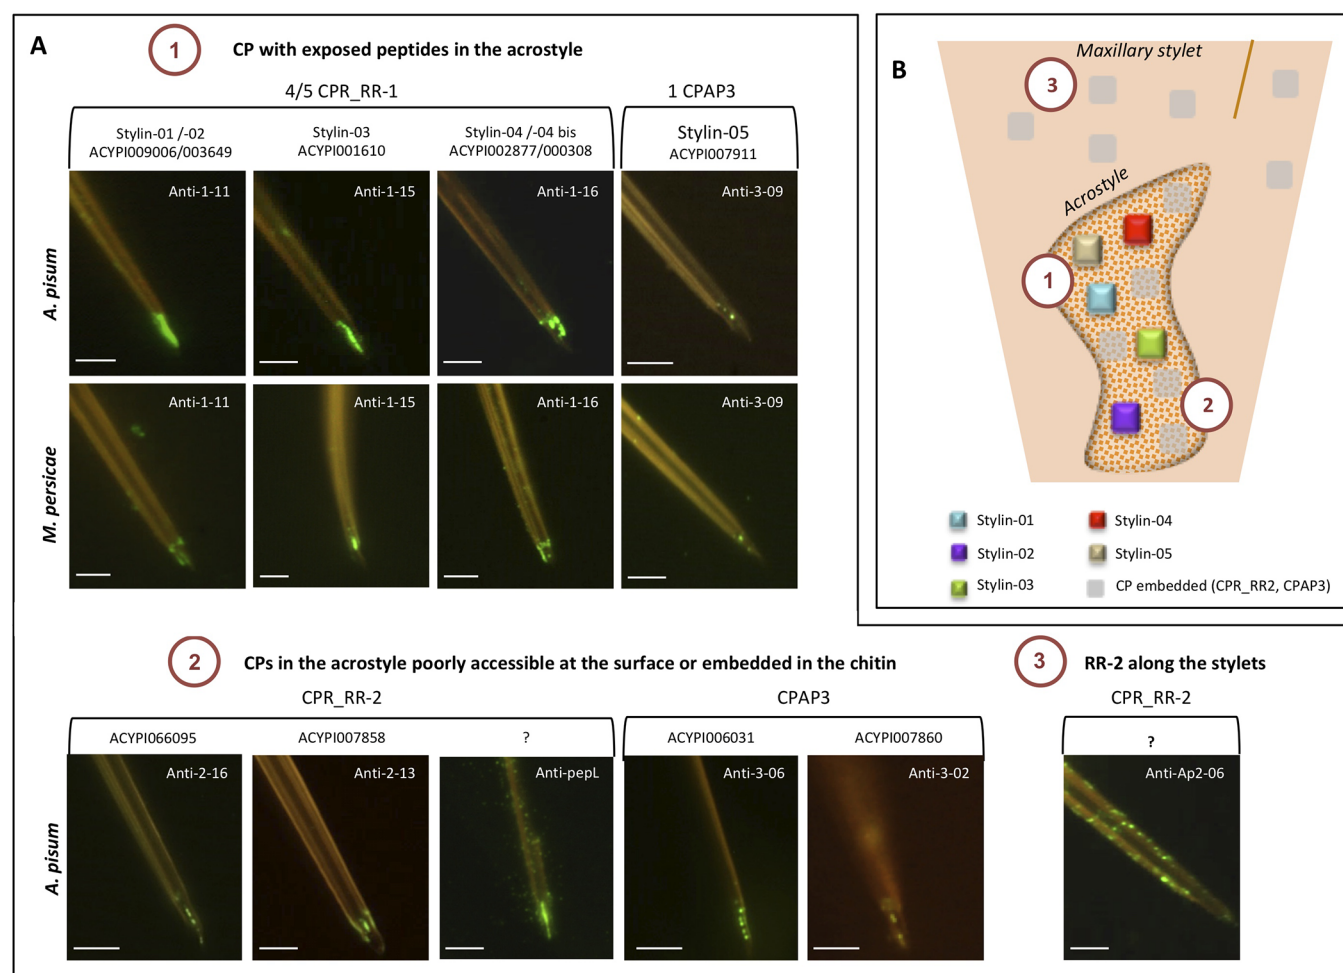 A
1
CP with exposed peptides in the acrostyle
4/5 CPR_RR-1
1 CPAP3
Stylin-01 /-02
ACYPI009006/003649
Stylin-03
ACYPI001610
Stylin-04 /-04 bis
ACYPI002877/000308
Stylin-05
ACYPI007911
A. pisum
Anti-1-11
Anti-1-15
Anti-1-16
Anti-3-09
M. persicae
Anti-1-11
Anti-1-15
Anti-1-16
Anti-3-09
B
Maxillary stylet
3
Acrostyle
1
2
Stylin-01
Stylin-04
Stylin-02
Stylin-05
Stylin-03
CP embedded (CPR_RR2, CPAP3)
2
CPs in the acrostyle poorly accessible at the surface or embedded in the chitin
CPR_RR-2
CPAP3
ACYPI066095
ACYPI007858
?
ACYPI006031
ACYPI007860
A. pisum
Anti-2-16
Anti-2-13
Anti-pepL
Anti-3-06
Anti-3-02
3
RR-2 along the stylets
CPR_RR-2
?
Anti-Ap2-06